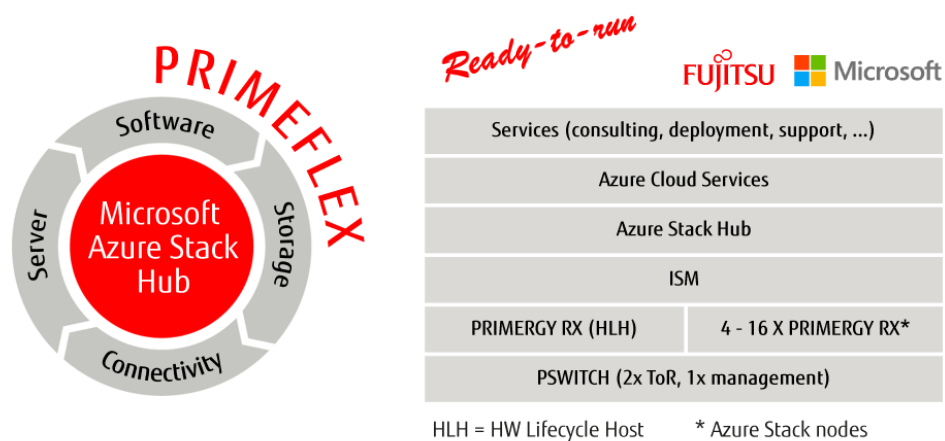 PRIMEFLEX
Software
Storage
Connectivity
Server
Microsoft
Azure Stack
Hub
Ready-to-run
FUJITSU Microsoft
Services (consulting, deployment, support, ...)
Azure Cloud Services
Azure Stack Hub
ISM
PRIMERGY RX (HLH) 4 - 16 X PRIMERGY RX*
PSWITCH (2x ToR, 1x management)
HLH = HW Lifecycle Host * Azure Stack nodes